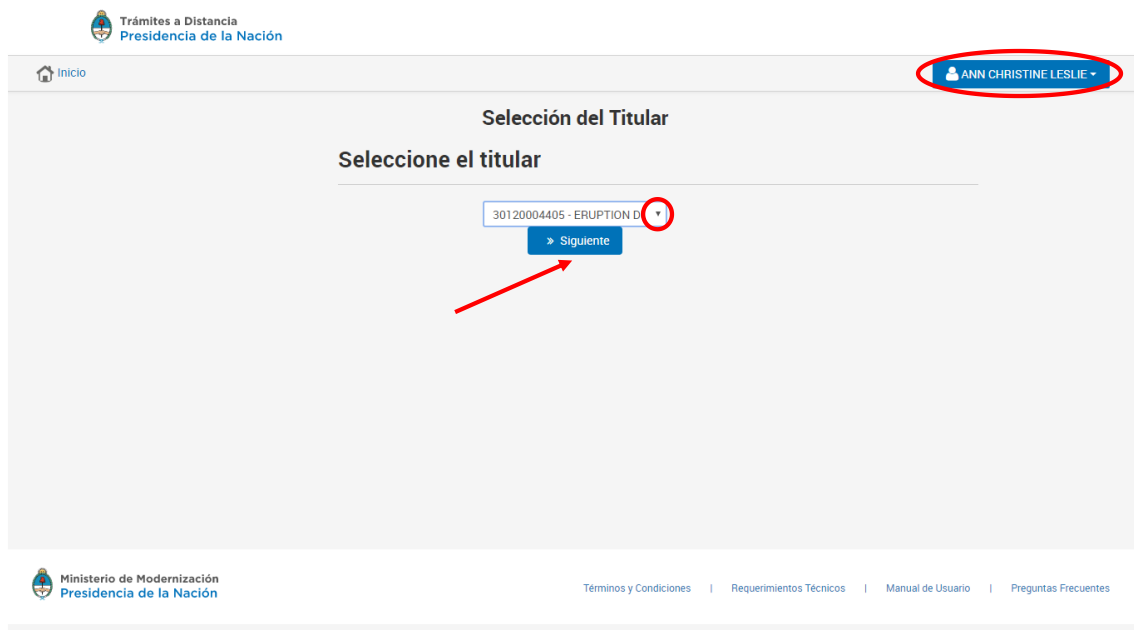 Trámites a Distancia
Presidencia de la Nación
Inicio
ANN CHRISTINE LESLIE
Selección del Titular
Seleccione el titular
30120004405 - ERUPTION D
» Siguiente
Ministerio de Modernización
Presidencia de la Nación
Términos y Condiciones | Requerimientos Técnicos | Manual de Usuario | Preguntas Frecuentes